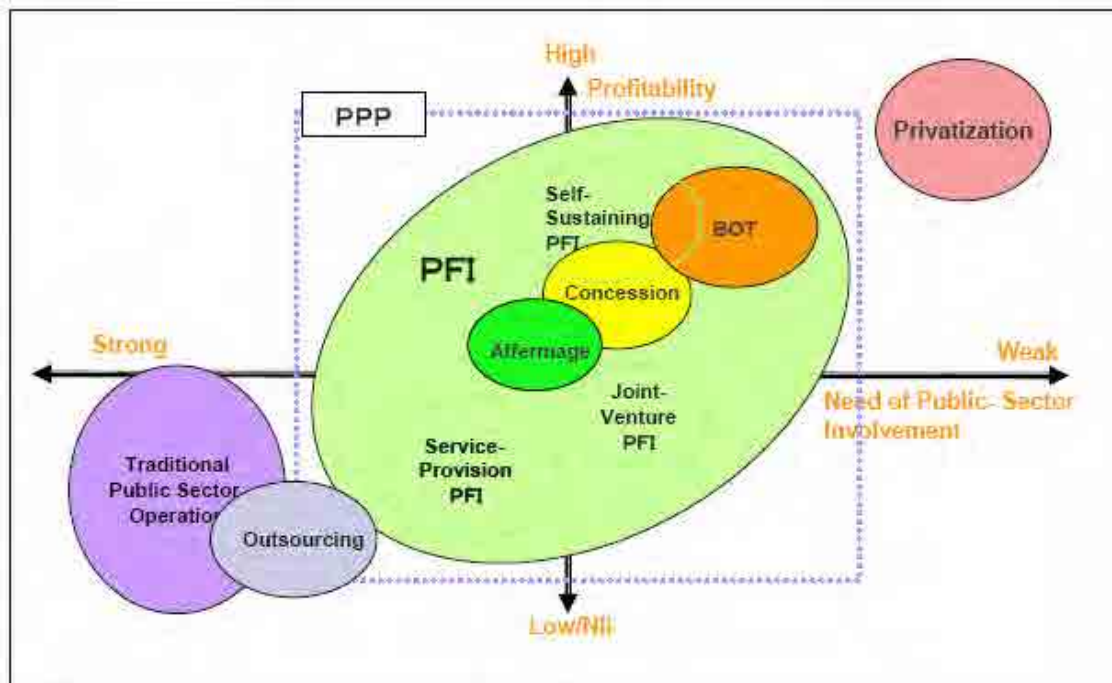 High
Profitability
PPP
Privatization
Self-
Sustaining
PFI
BOT
PFI
Concession
Affermage
Strong
Weak
Need of Public- Sector
Involvement
Joint-
Venture
PFI
Service-
Provision
PFI
Traditional
Public Sector
Operation
Outsourcing
Low/Nil